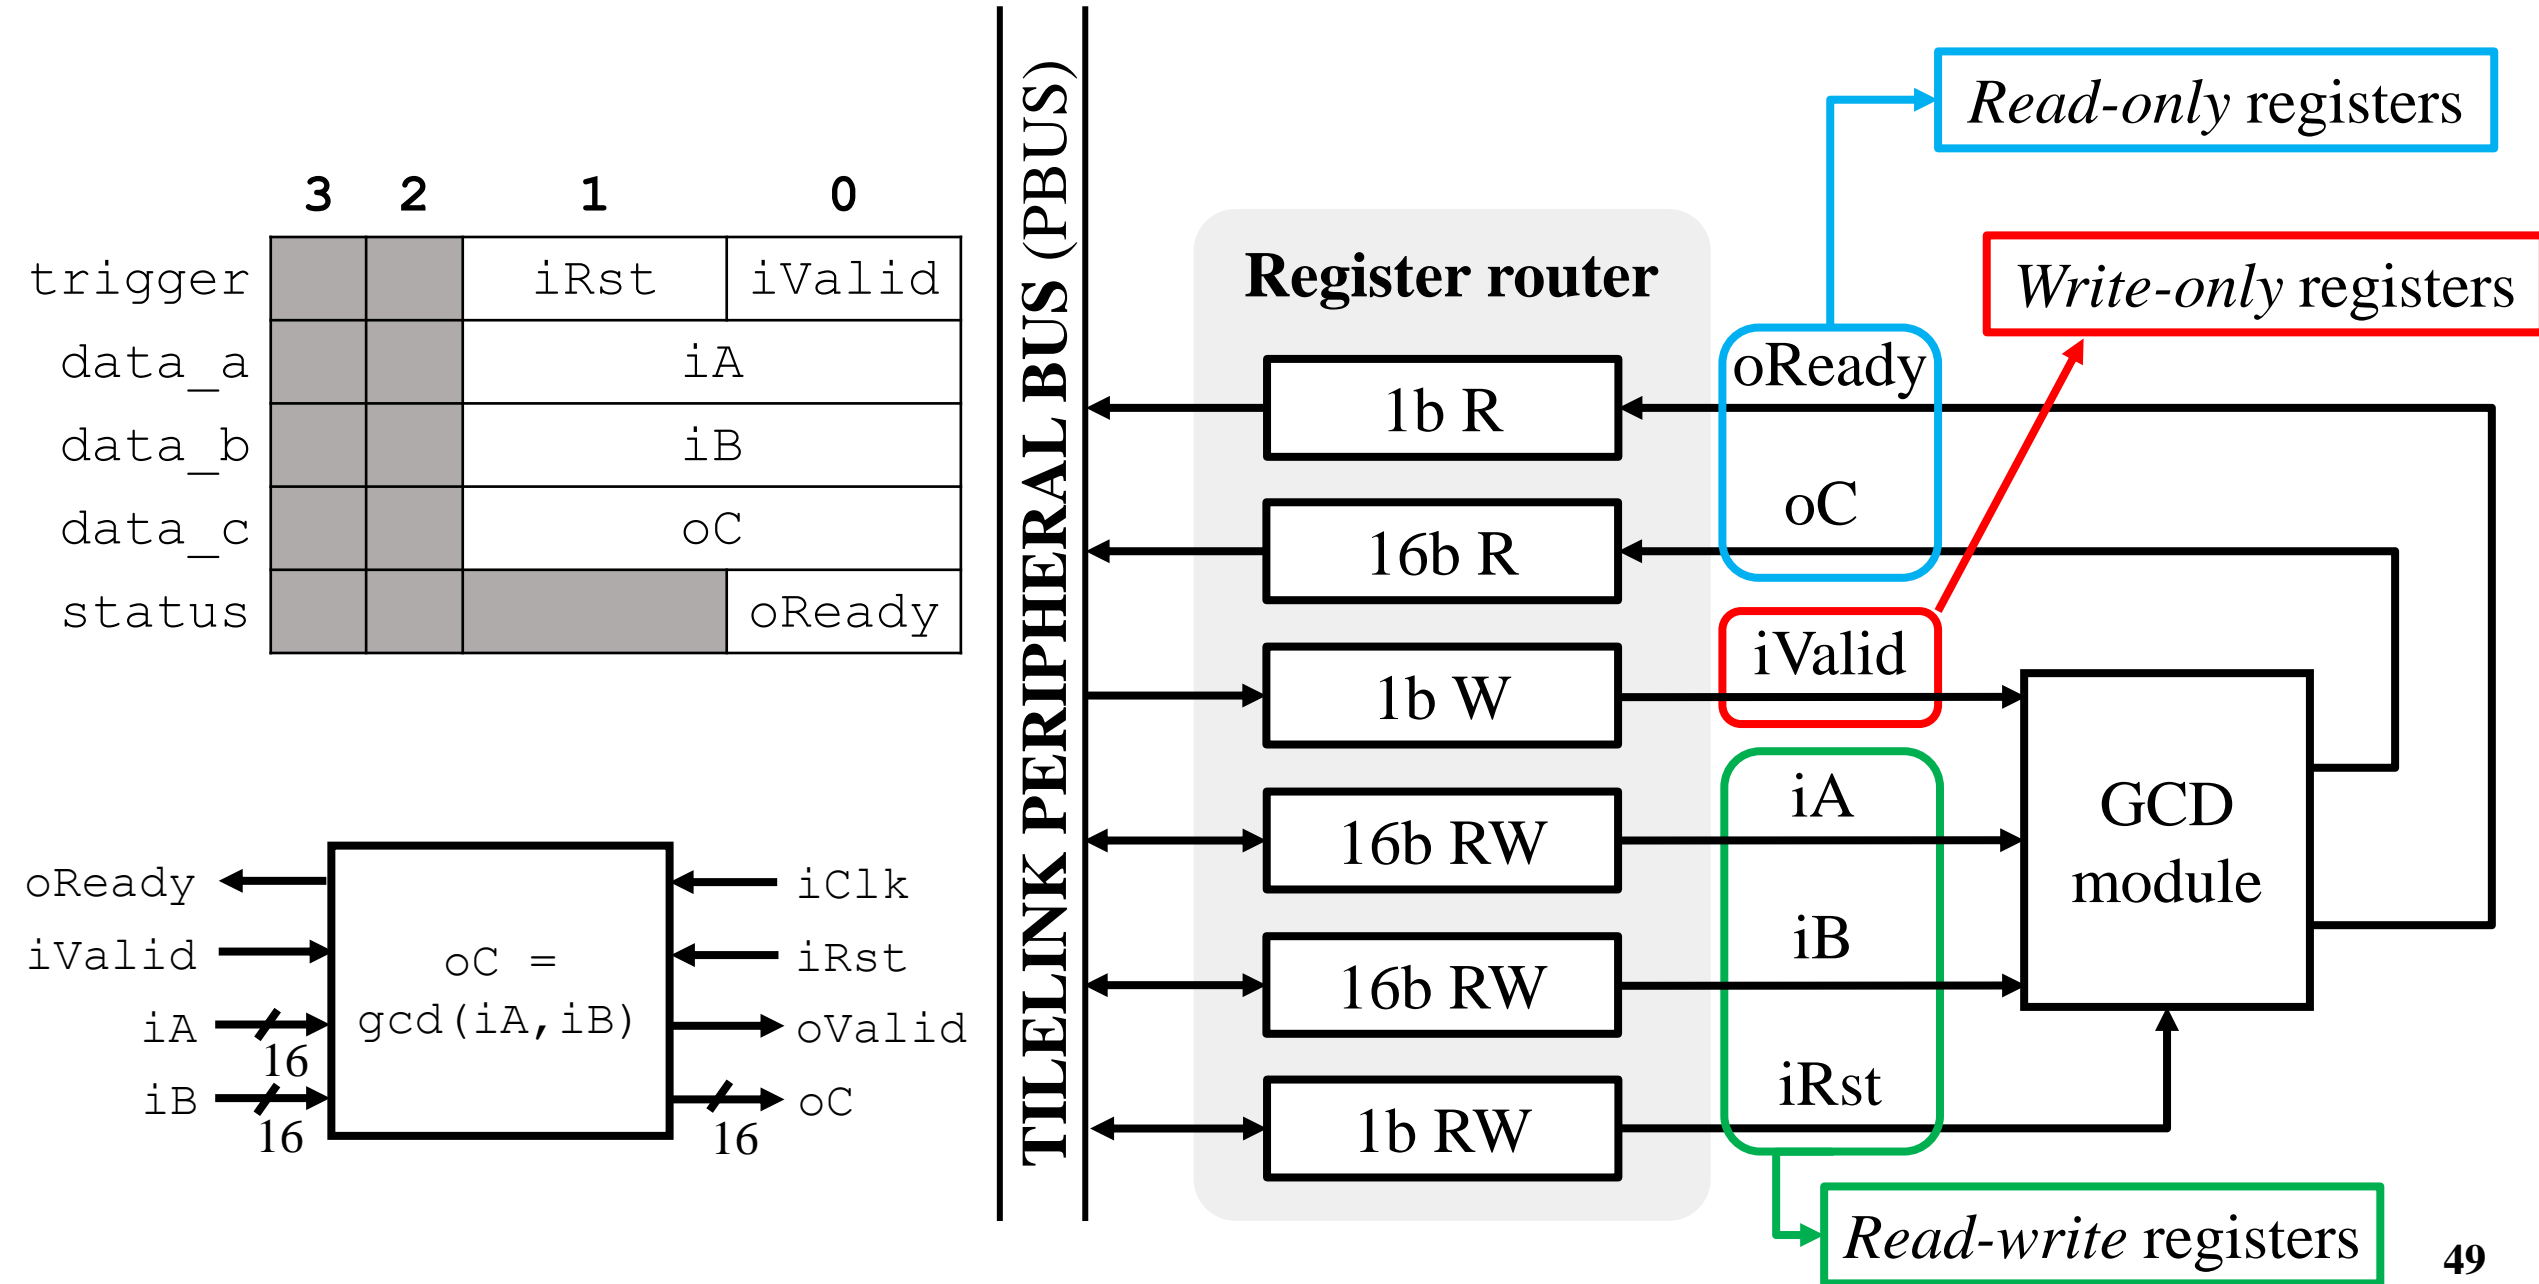 3 2 1 0
trigger iRst iValid
data_a iA
data_b iB
data_c oC
status oReady
oReady
iValid
iA
16
iB
16
oC =
gcd(iA,iB)
iClk
iRst
oValid
oC
16
TILELINK PERIPHERAL BUS (PBUS)
Register router
1b R
16b R
1b W
16b RW
16b RW
1b RW
oReady
oC
iValid
iA
iB
iRst
GCD
module
Read-only registers
Write-only registers
Read-write registers
49